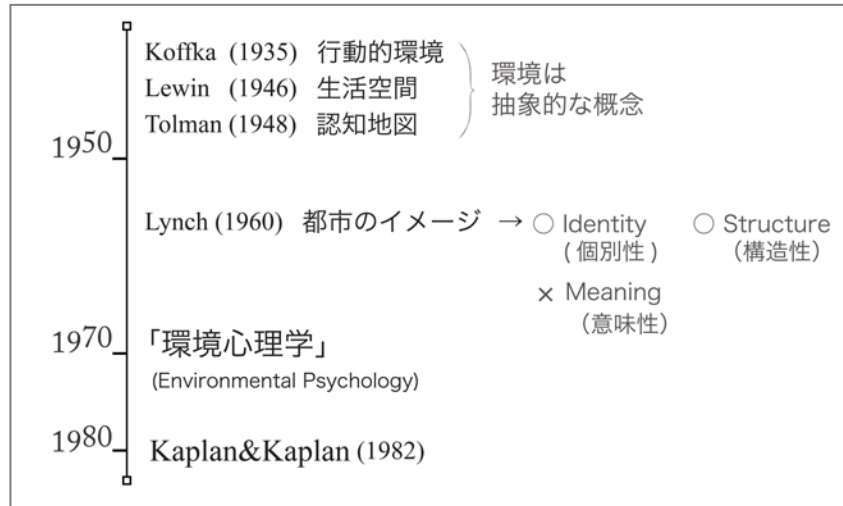 Koffka (1935) 行動的環境
Lewin (1946) 生活空間
Tolman (1948) 認知地図
環境は
抽象的な概念
1950
Lynch (1960) 都市のイメージ → ○ Identity ○ Structure
(個別性) (構造性)
× Meaning
(意味性)
1970 「環境心理学」
(Environmental Psychology)
1980 Kaplan&Kaplan (1982)